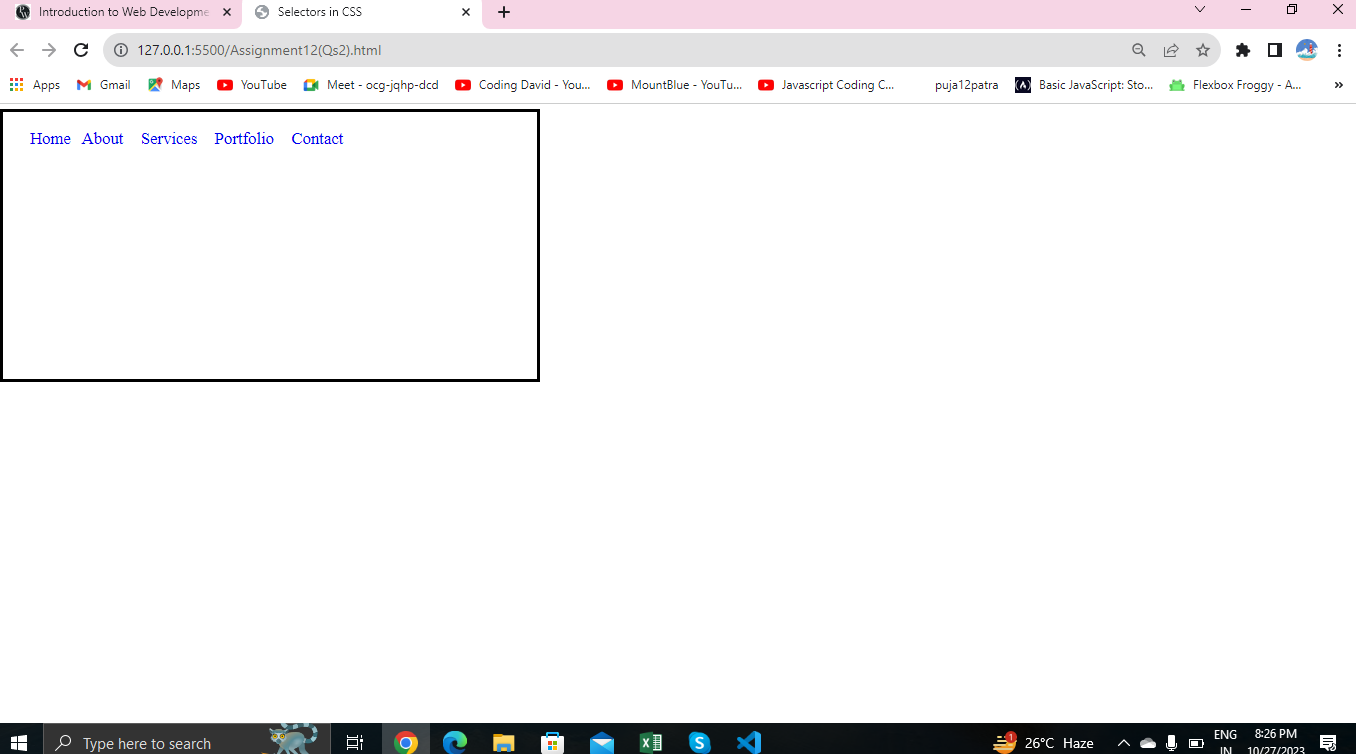 Introduction to Web Developme
Selectors in CSS
127.0.0.1:5500/Assignment12(Qs2).html
Apps Gmail Maps YouTube Meet - ocg-jqhp-dcd Coding David - You... MountBlue - YouTu... Javascript Coding C... puja12patra (A) Basic JavaScript: Sto... Flexbox Froggy - A... »
Home About Services Portfolio Contact
Type here to search
1
26°C Haze
ENG
IN
8:26 PM
10/27/2023